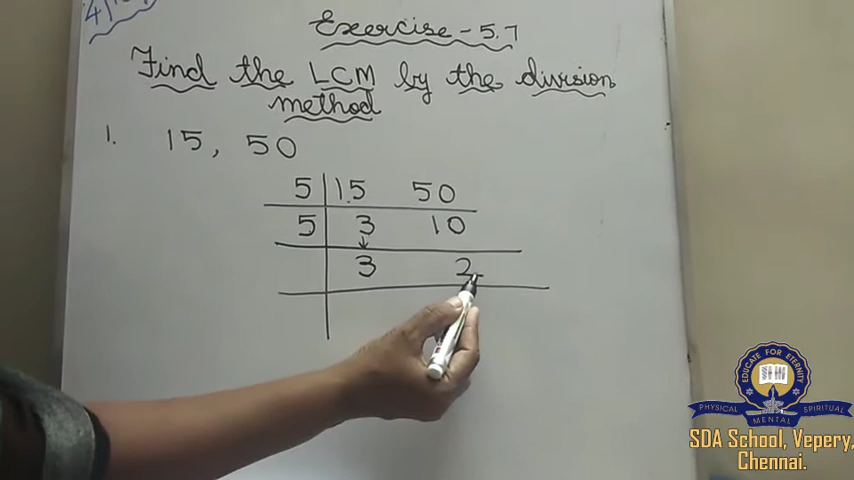 Exercise - 5.7
Find the LCM by the division
method
1. 15, 50
5 15 50
5 3 10
3 2
EDUCATE FOR ETERNITY
PHYSICAL MENTAL SPIRITUAL
SDA School, Vepery,
Chennai.